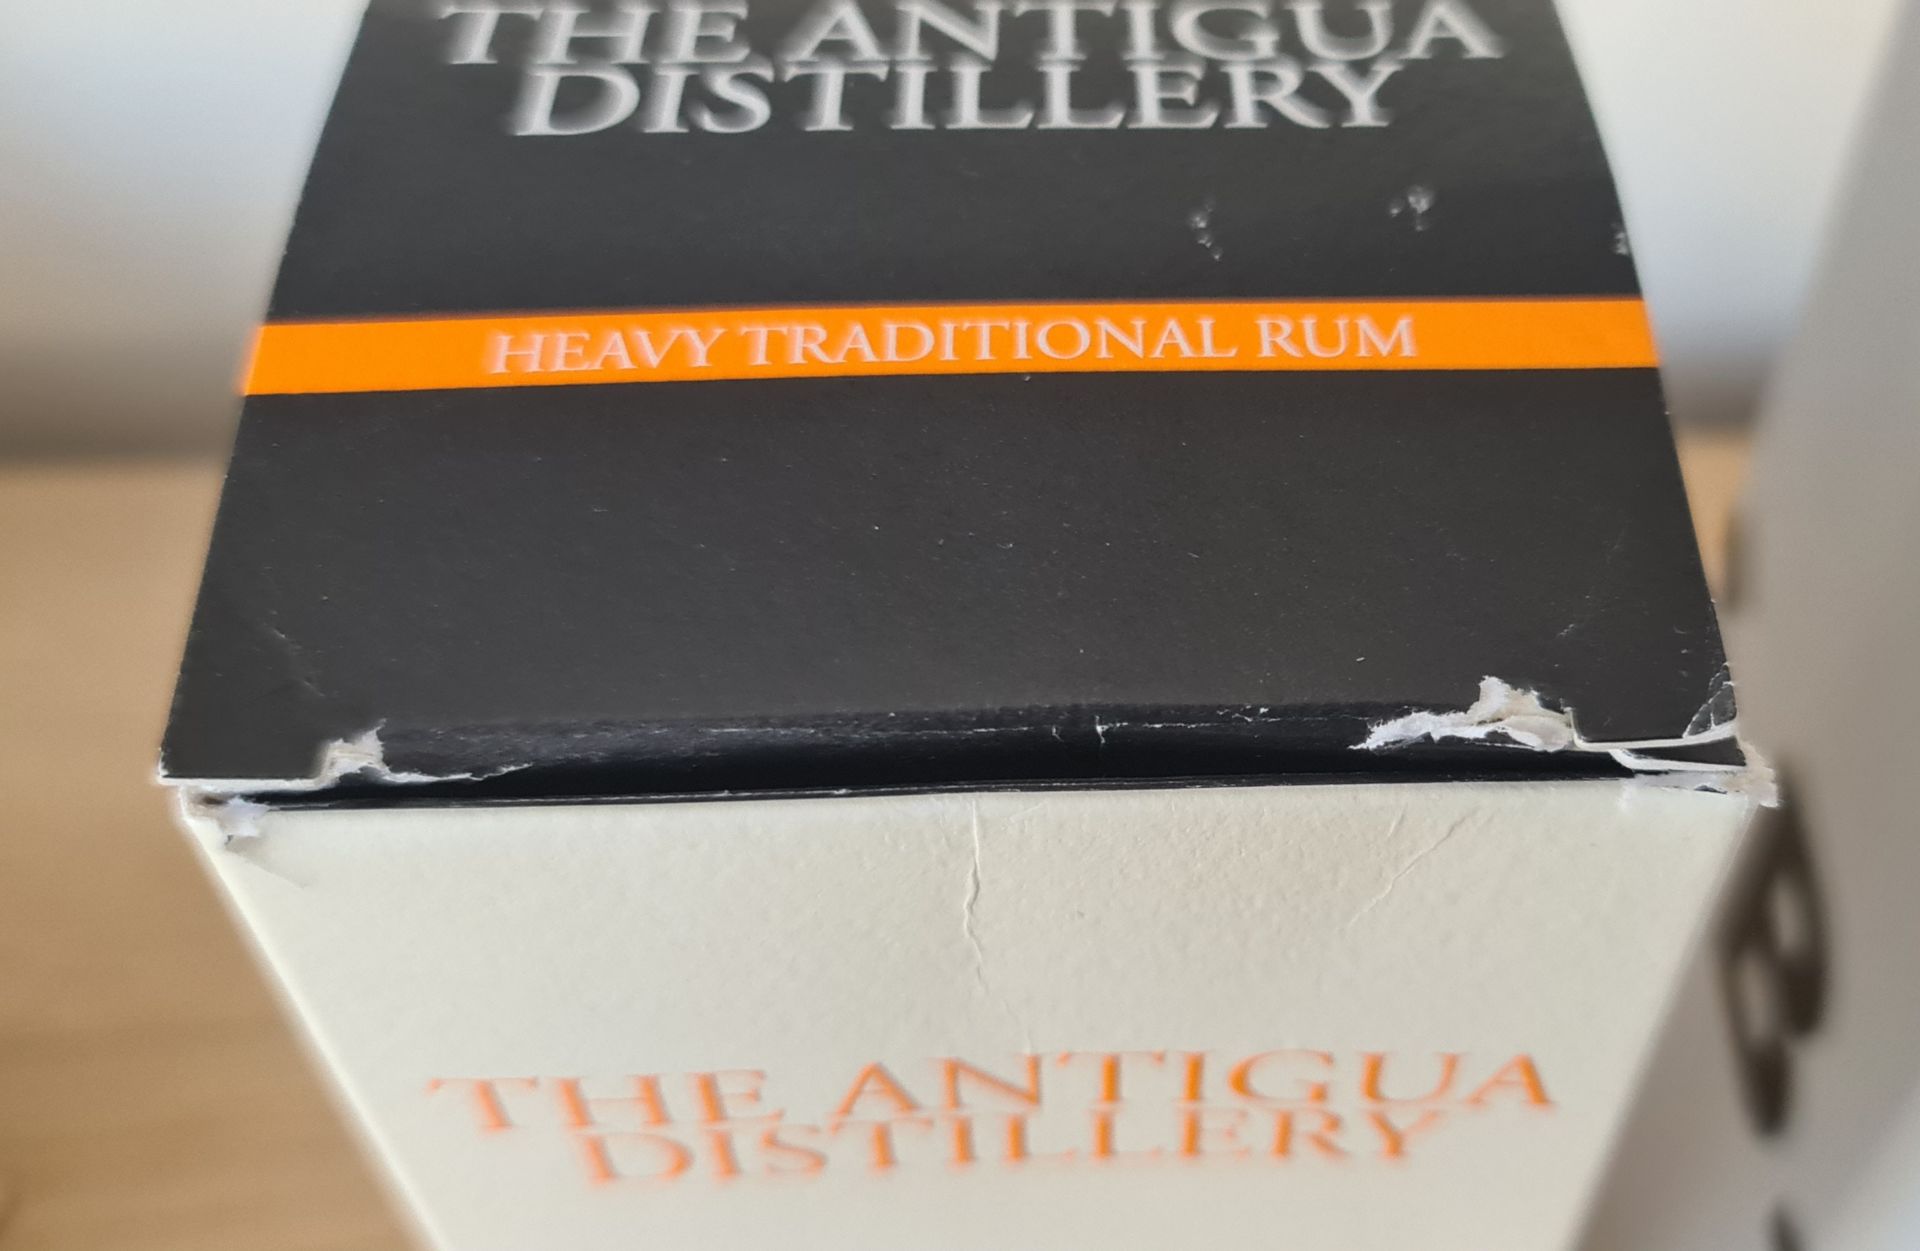 THE ANTIGUA
DISTILLERY
HEAVY TRADITIONAL RUM
THE ANTIGUA
DISTILLERY